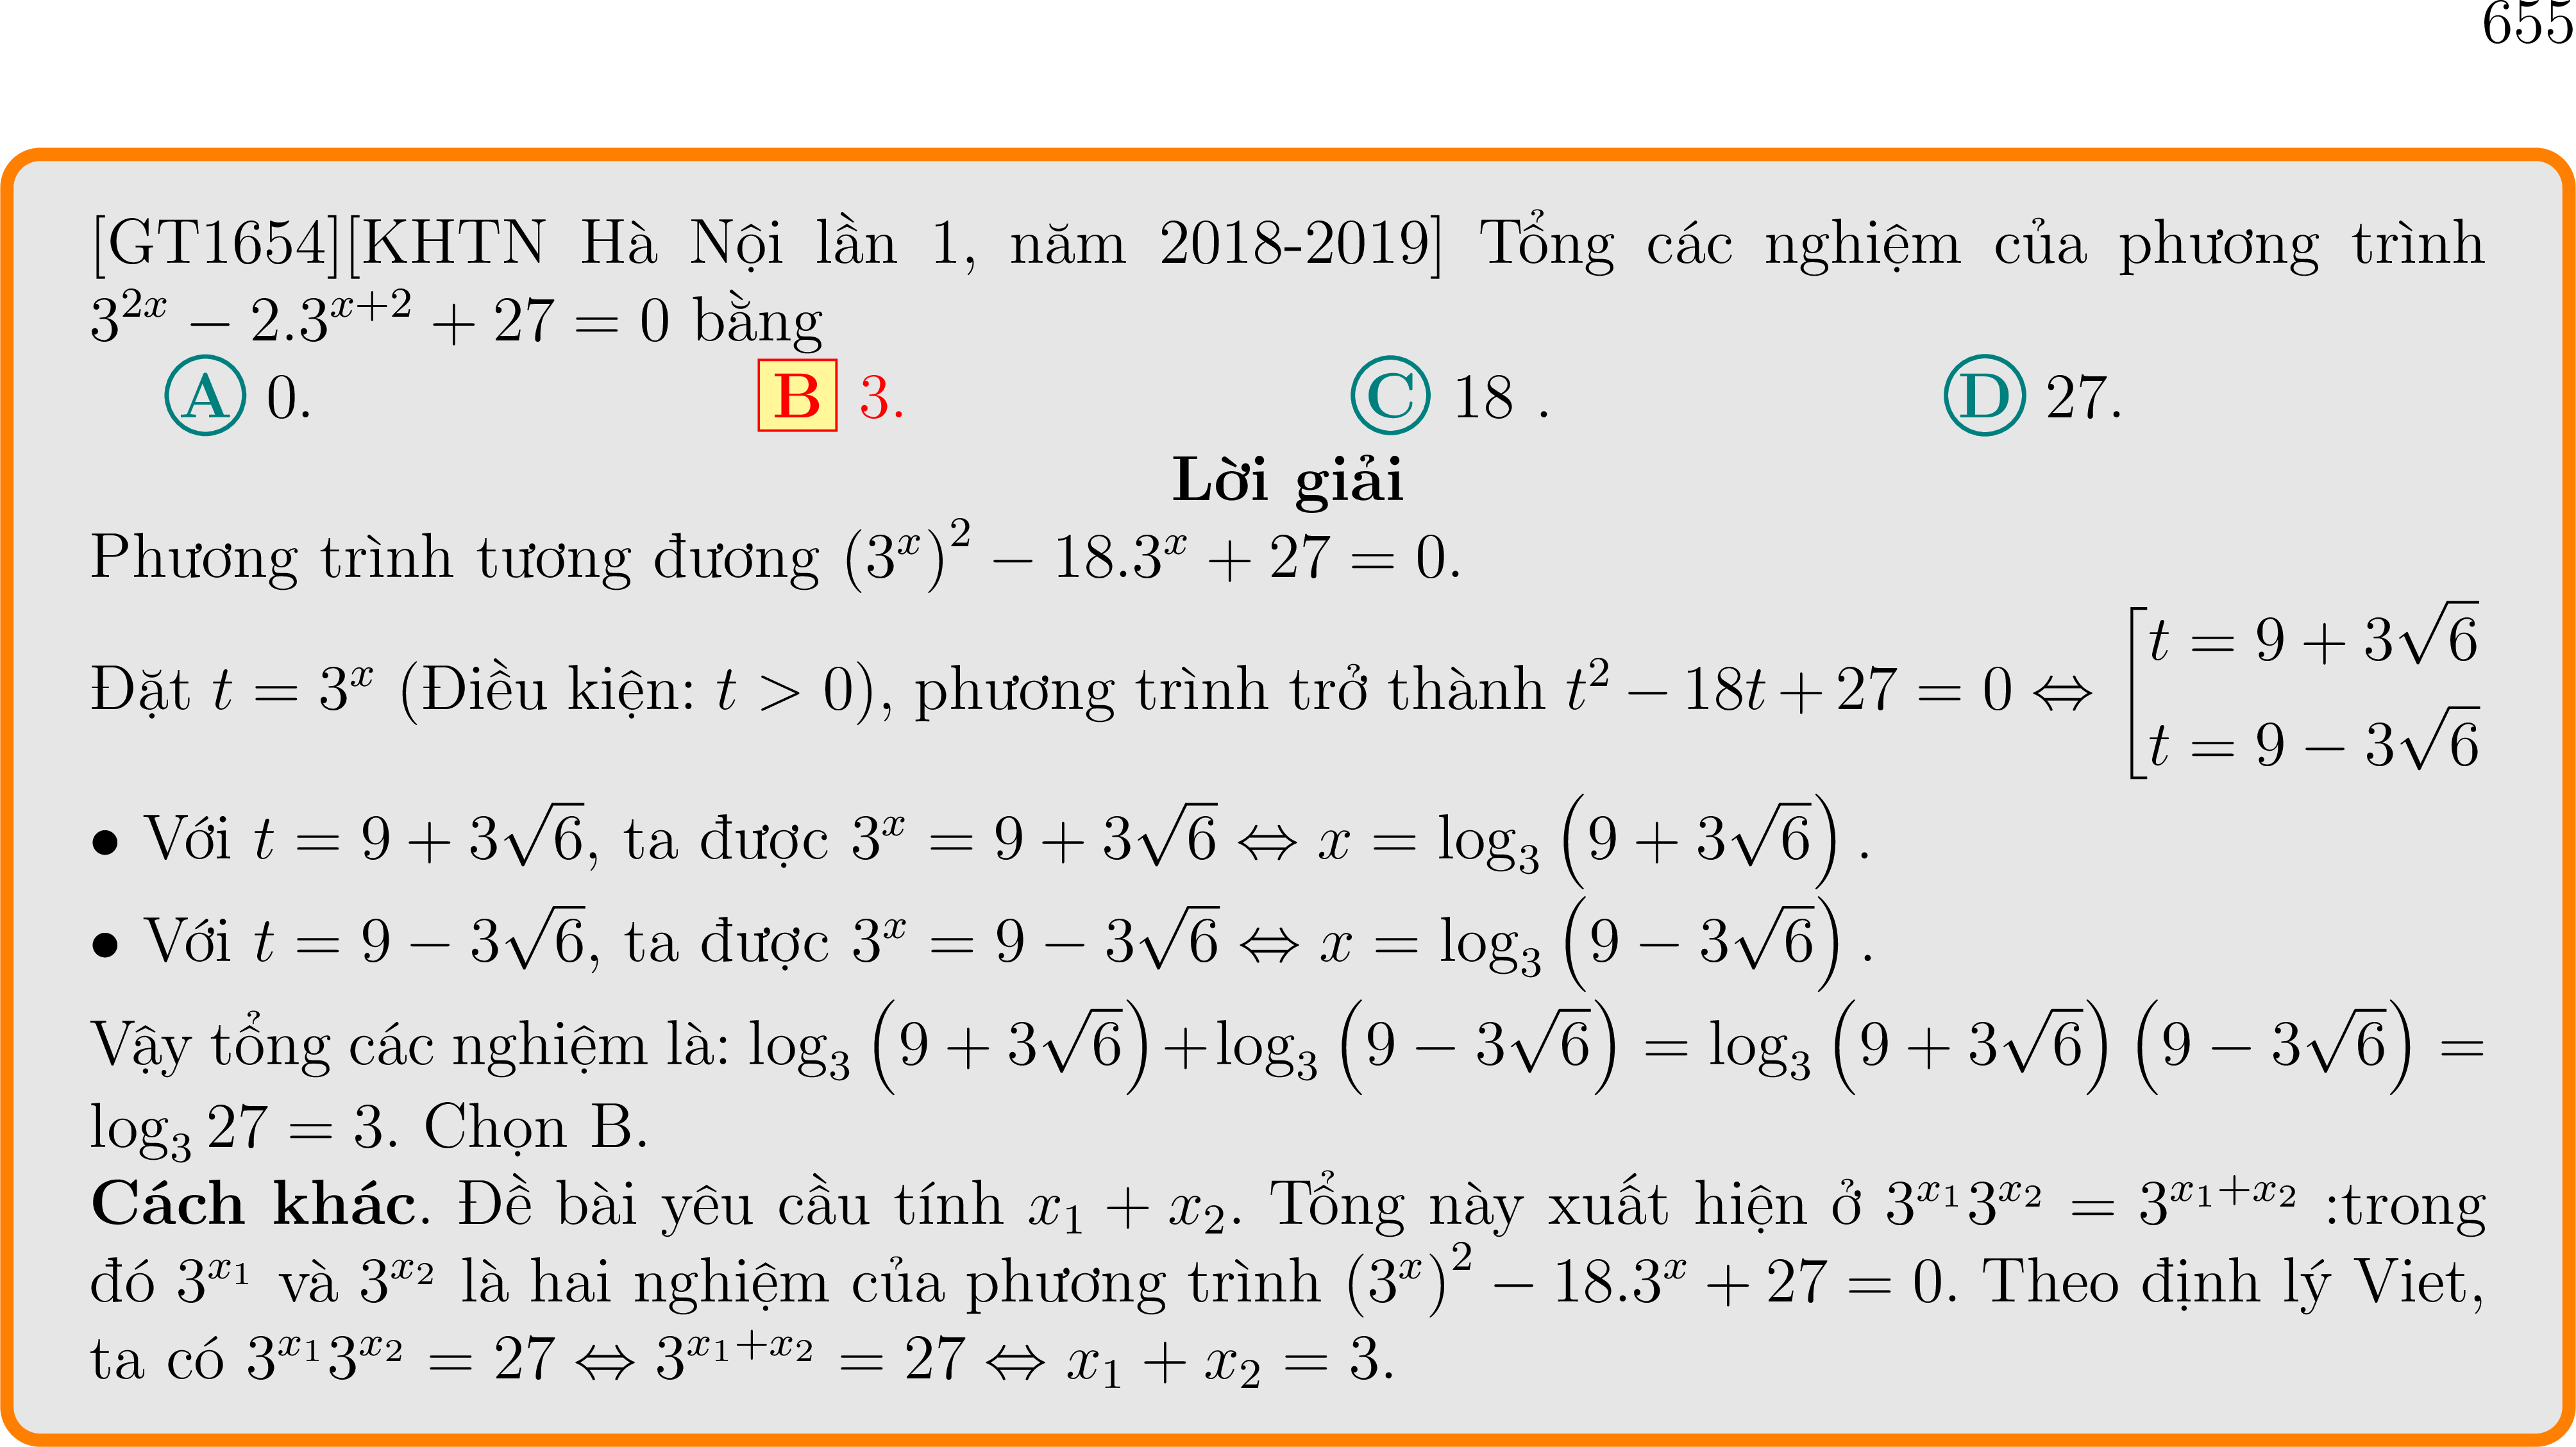 655
[GT1654][KHTN Hà Nội lần 1, năm 2018-2019] Tổng các nghiệm của phương trình
$3^{2x} - 2.3^{x+2} + 27 = 0$ bằng
A 0. B 3. C 18 . D 27.
Lời giải
Phương trình tương đương $(3^x)^2 - 18.3^x + 27 = 0$.
Đặt $t = 3^x$ (Điều kiện: $t > 0$), phương trình trở thành $t^2 - 18t + 27 = 0 \Leftrightarrow \left[\begin{array}{l} t = 9 + 3\sqrt{6} \\ t = 9 - 3\sqrt{6} \end{array}\right.$
• Với $t = 9 + 3\sqrt{6}$, ta được $3^x = 9 + 3\sqrt{6} \Leftrightarrow x = \log_3 \left(9 + 3\sqrt{6}\right)$.
• Với $t = 9 - 3\sqrt{6}$, ta được $3^x = 9 - 3\sqrt{6} \Leftrightarrow x = \log_3 \left(9 - 3\sqrt{6}\right)$.
Vậy tổng các nghiệm là: $\log_3 \left(9 + 3\sqrt{6}\right) + \log_3 \left(9 - 3\sqrt{6}\right) = \log_3 \left(9 + 3\sqrt{6}\right) \left(9 - 3\sqrt{6}\right) =$
$\log_3 27 = 3$. Chọn B.
Cách khác. Đề bài yêu cầu tính $x_1 + x_2$. Tổng này xuất hiện ở $3^{x_1}3^{x_2} = 3^{x_1+x_2}$ :trong
đó $3^{x_1}$ và $3^{x_2}$ là hai nghiệm của phương trình $(3^x)^2 - 18.3^x + 27 = 0$. Theo định lý Viet,
ta có $3^{x_1}3^{x_2} = 27 \Leftrightarrow 3^{x_1+x_2} = 27 \Leftrightarrow x_1 + x_2 = 3$.